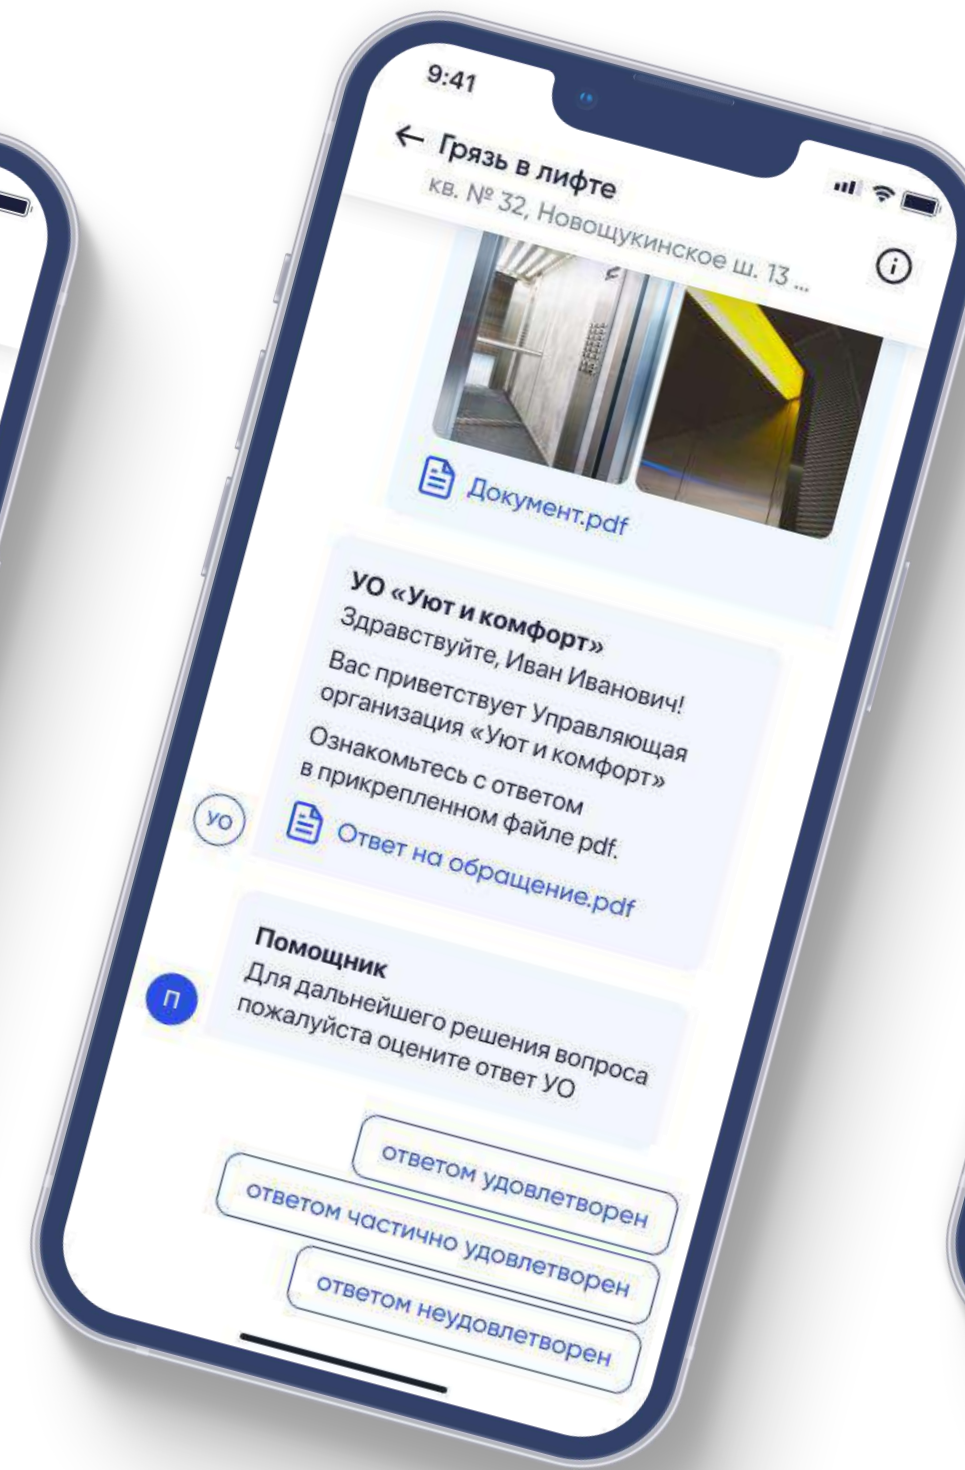 9:41
Грязь в лифте
кв. № 32, Новощукинское ш. 13 ...
Документ.pdf
УО «Уют и комфорт»
Здравствуйте, Иван Иванович!
Вас приветствует Управляющая
организация «Уют и комфорт»
Ознакомьтесь с ответом
в прикрепленном файле pdf.
УО
Ответ на обращение.pdf
Помощник
П
Для дальнейшего решения вопроса
пожалуйста оцените ответ УО
ответом удовлетворен
ответом частично удовлетворен
ответом неудовлетворен